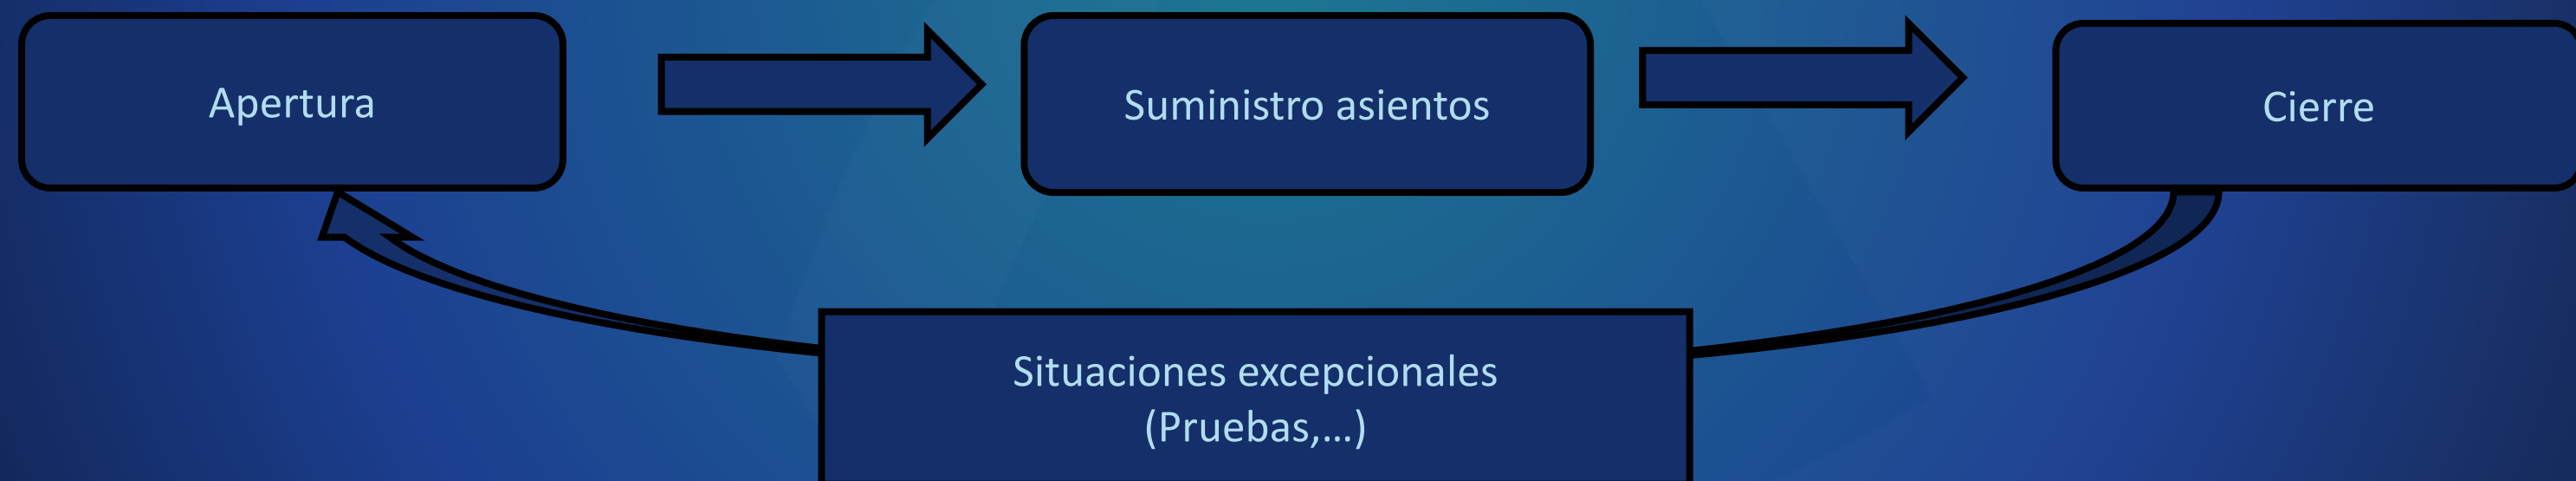 Apertura
Suministro asientos
Cierre
Situaciones excepcionales
(Pruebas,...)